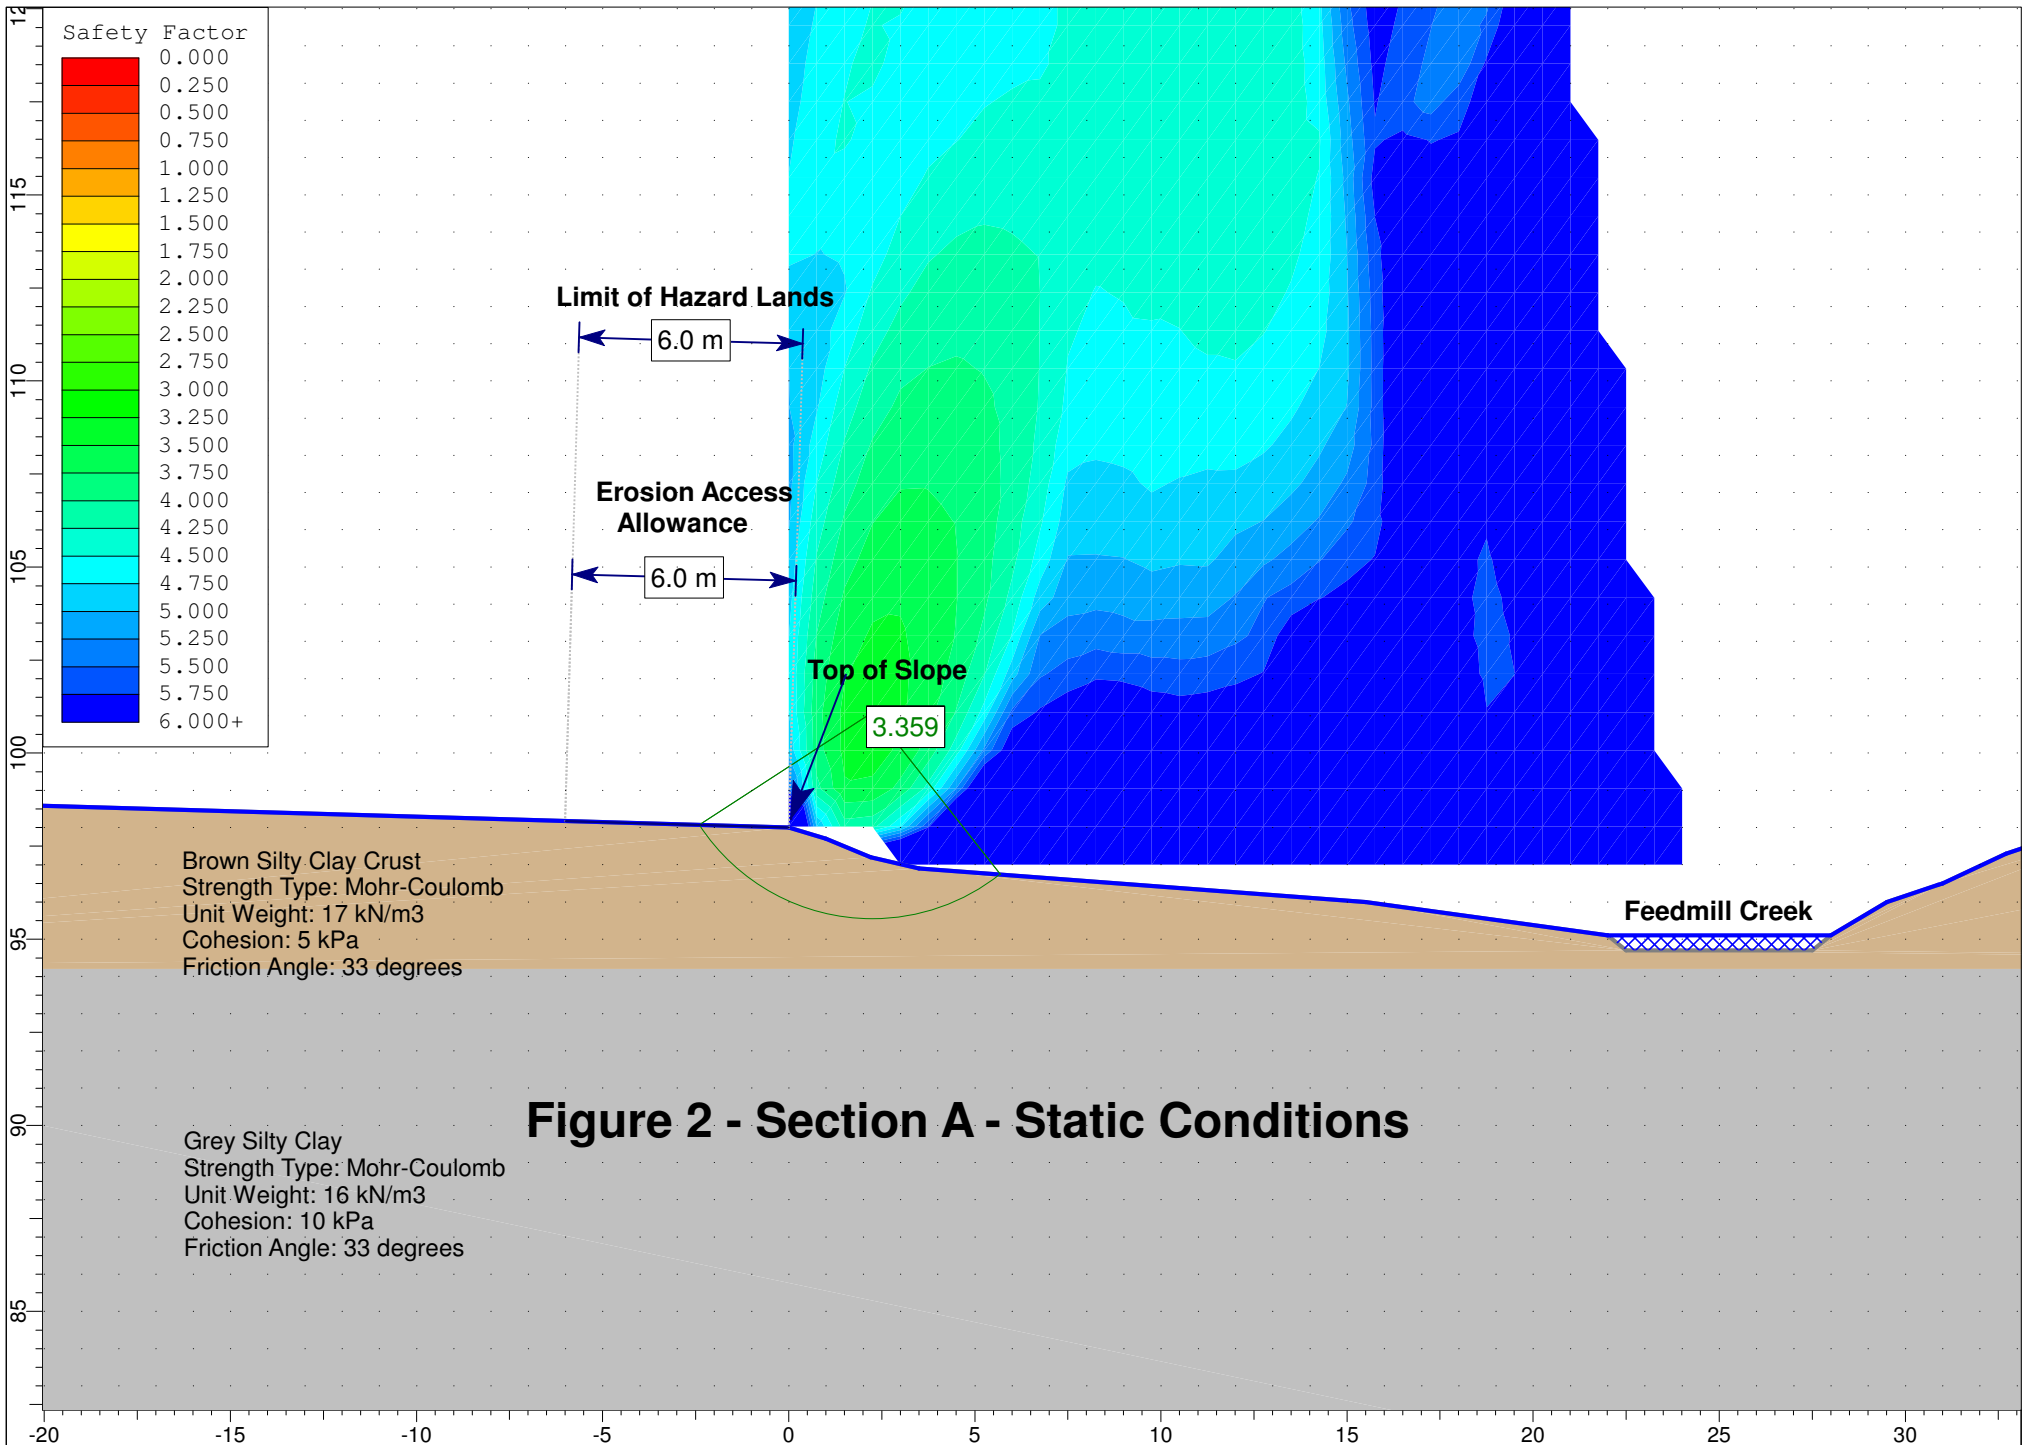 Safety Factor
0.000
0.250
0.500
0.750
1.000
1.250
1.500
1.750
2.000
2.250
2.500
2.750
3.000
3.250
3.500
3.750
4.000
4.250
4.500
4.750
5.000
5.250
5.500
5.750
6.000+
Limit of Hazard Lands
6.0 m
Erosion Access
Allowance
6.0 m
Top of Slope
3.359
Brown Silty Clay Crust
Strength Type: Mohr-Coulomb
Unit Weight: 17 kN/m3
Cohesion: 5 kPa
Friction Angle: 33 degrees
Feedmill Creek
Figure 2 - Section A - Static Conditions
Grey Silty Clay
Strength Type: Mohr-Coulomb
Unit Weight: 16 kN/m3
Cohesion: 10 kPa
Friction Angle: 33 degrees
115
110
105
100
95
90
85
-20 -15 -10 -5 0 5 10 15 20 25 30